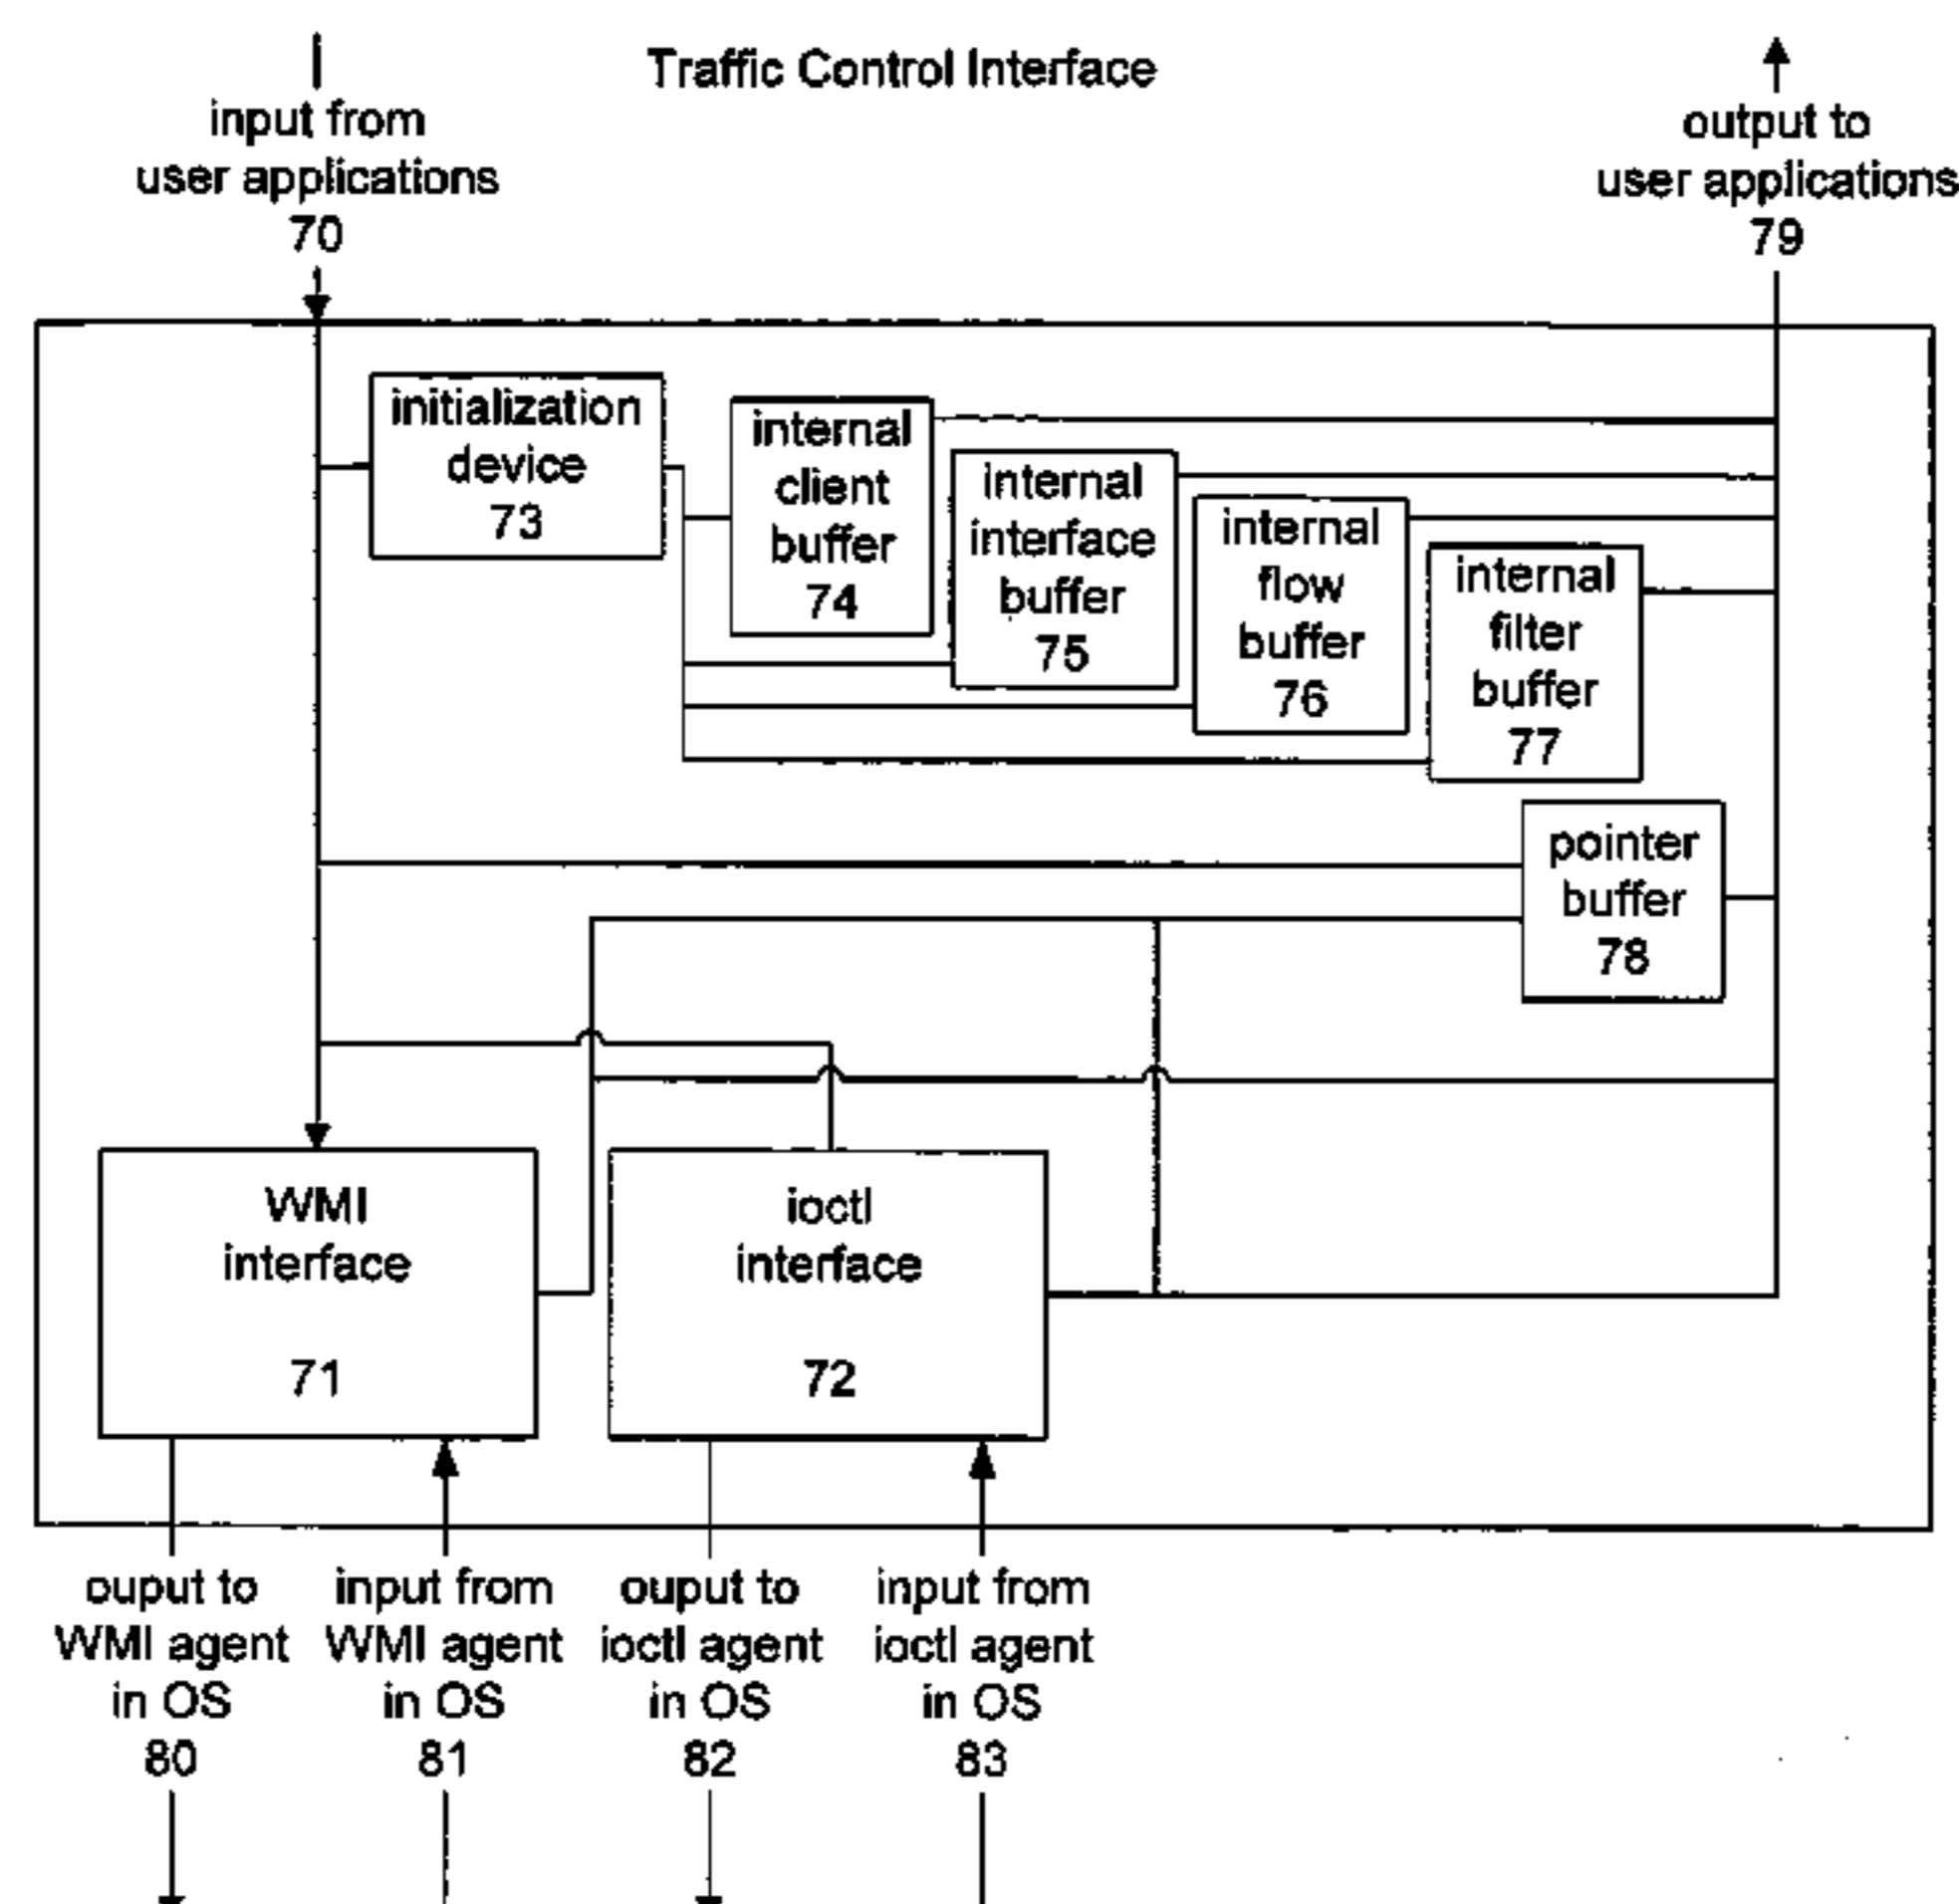 Traffic Control Interface
input from
user applications
70
output to
user applications
79
initialization
device
73
internal
client
buffer
74
internal
interface
buffer
75
internal
flow
buffer
76
internal
filter
buffer
77
pointer
buffer
78
WMI
interface
71
ioctl
interface
72
ouput to
WMI agent
in OS
80
input from
WMI agent
in OS
81
ouput to
ioctl agent
in OS
82
input from
ioctl agent
in OS
83